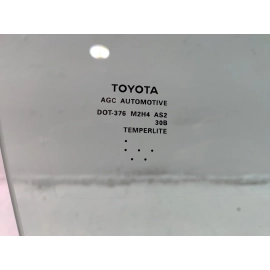 TOYOTA
AGC AUTOMOTIVE
DOT-376 M2H4 AS2
30B
TEMPERLITE